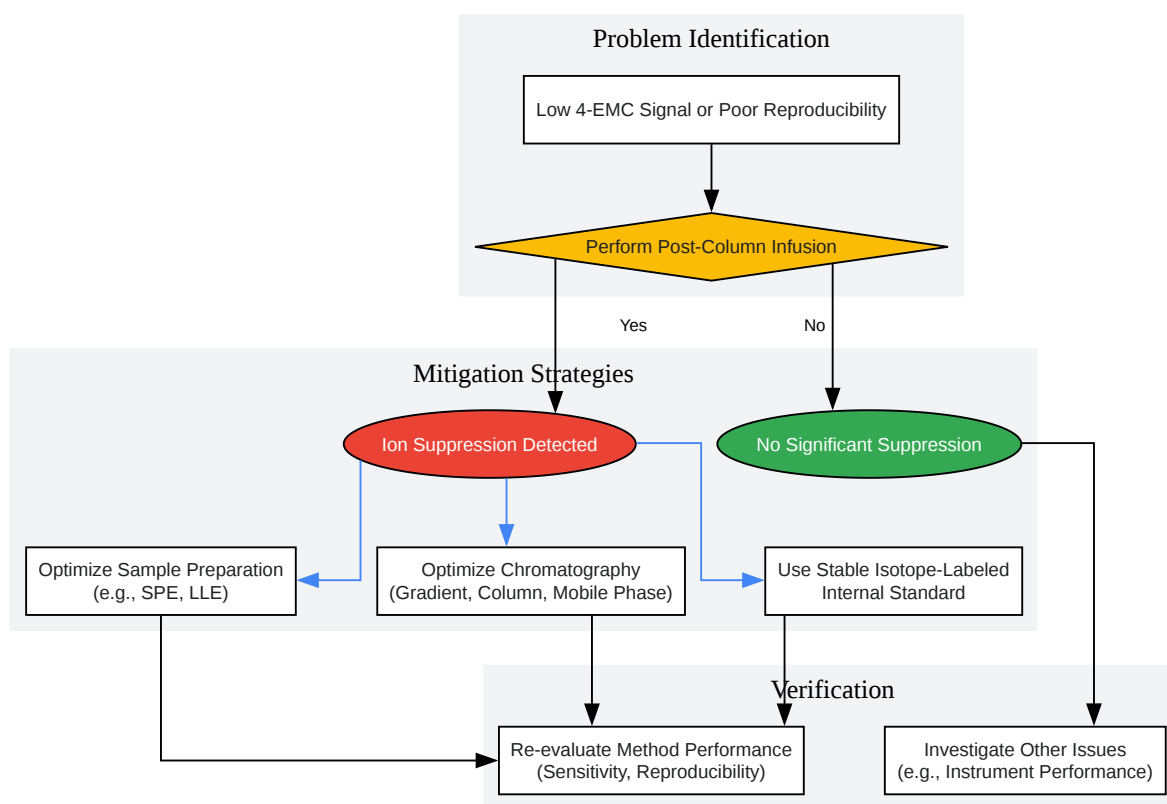 Problem Identification
Low 4-EMC Signal or Poor Reproducibility
Perform Post-Column Infusion
Yes
No
Mitigation Strategies
Ion Suppression Detected
No Significant Suppression
Optimize Sample Preparation
(e.g., SPE, LLE)
Optimize Chromatography
(Gradient, Column, Mobile Phase)
Use Stable Isotope-Labeled
Internal Standard
Verification
Re-evaluate Method Performance
(Sensitivity, Reproducibility)
Investigate Other Issues
(e.g., Instrument Performance)